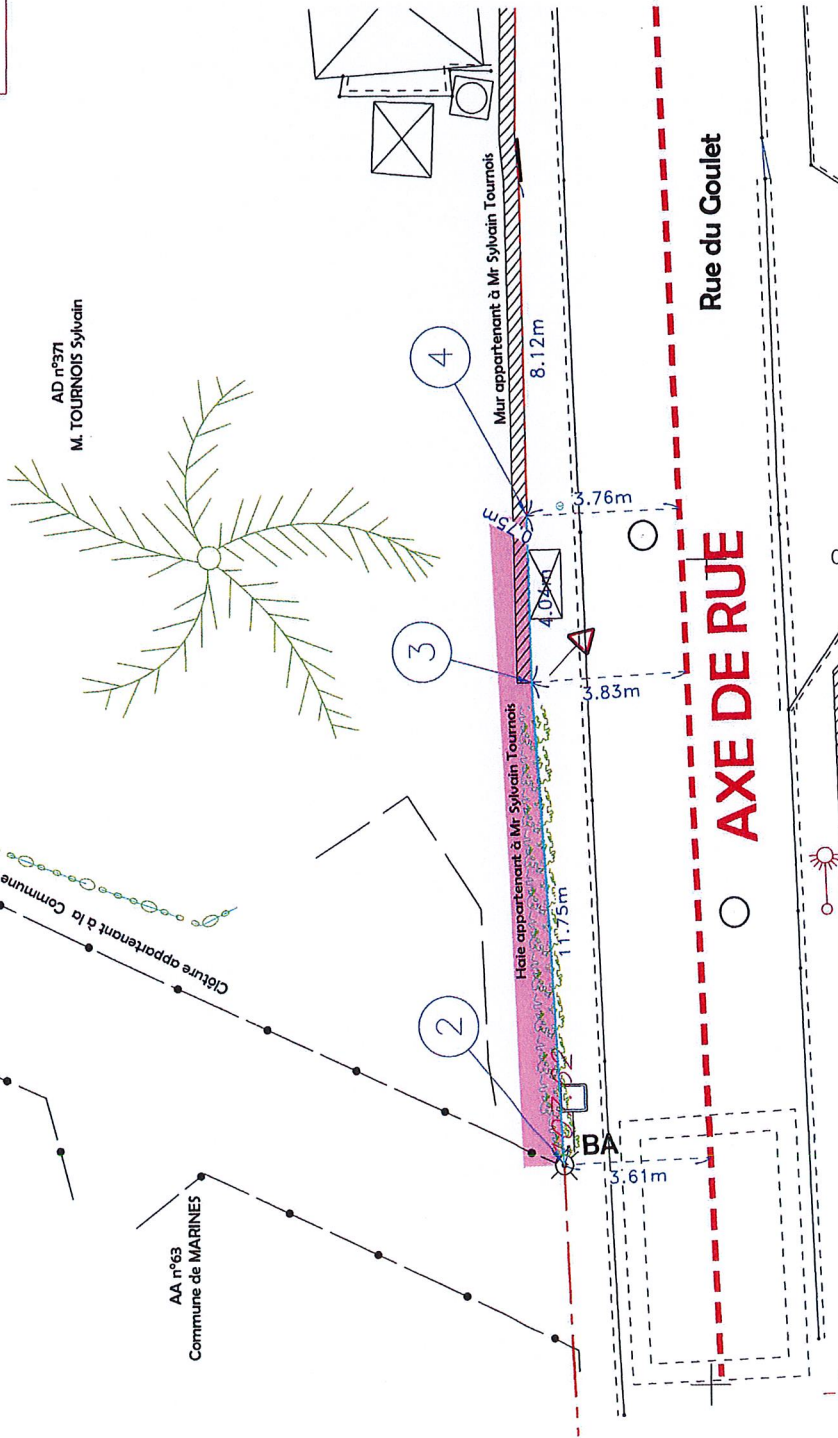 AD n°371
M. TOURNOIS Sylvain
Mur appartenant à Mr Sylvain Tournois
4
8.12m
Rue du Goulet
0.75m
3.76m
4.04m
3
3.83m
AXE DE RUE
Haie appartenant à Mr Sylvain Tournois
11.75m
Clôture appartenant à la Commune
2
BA
3.61m
AA n°63
Commune de MARINES